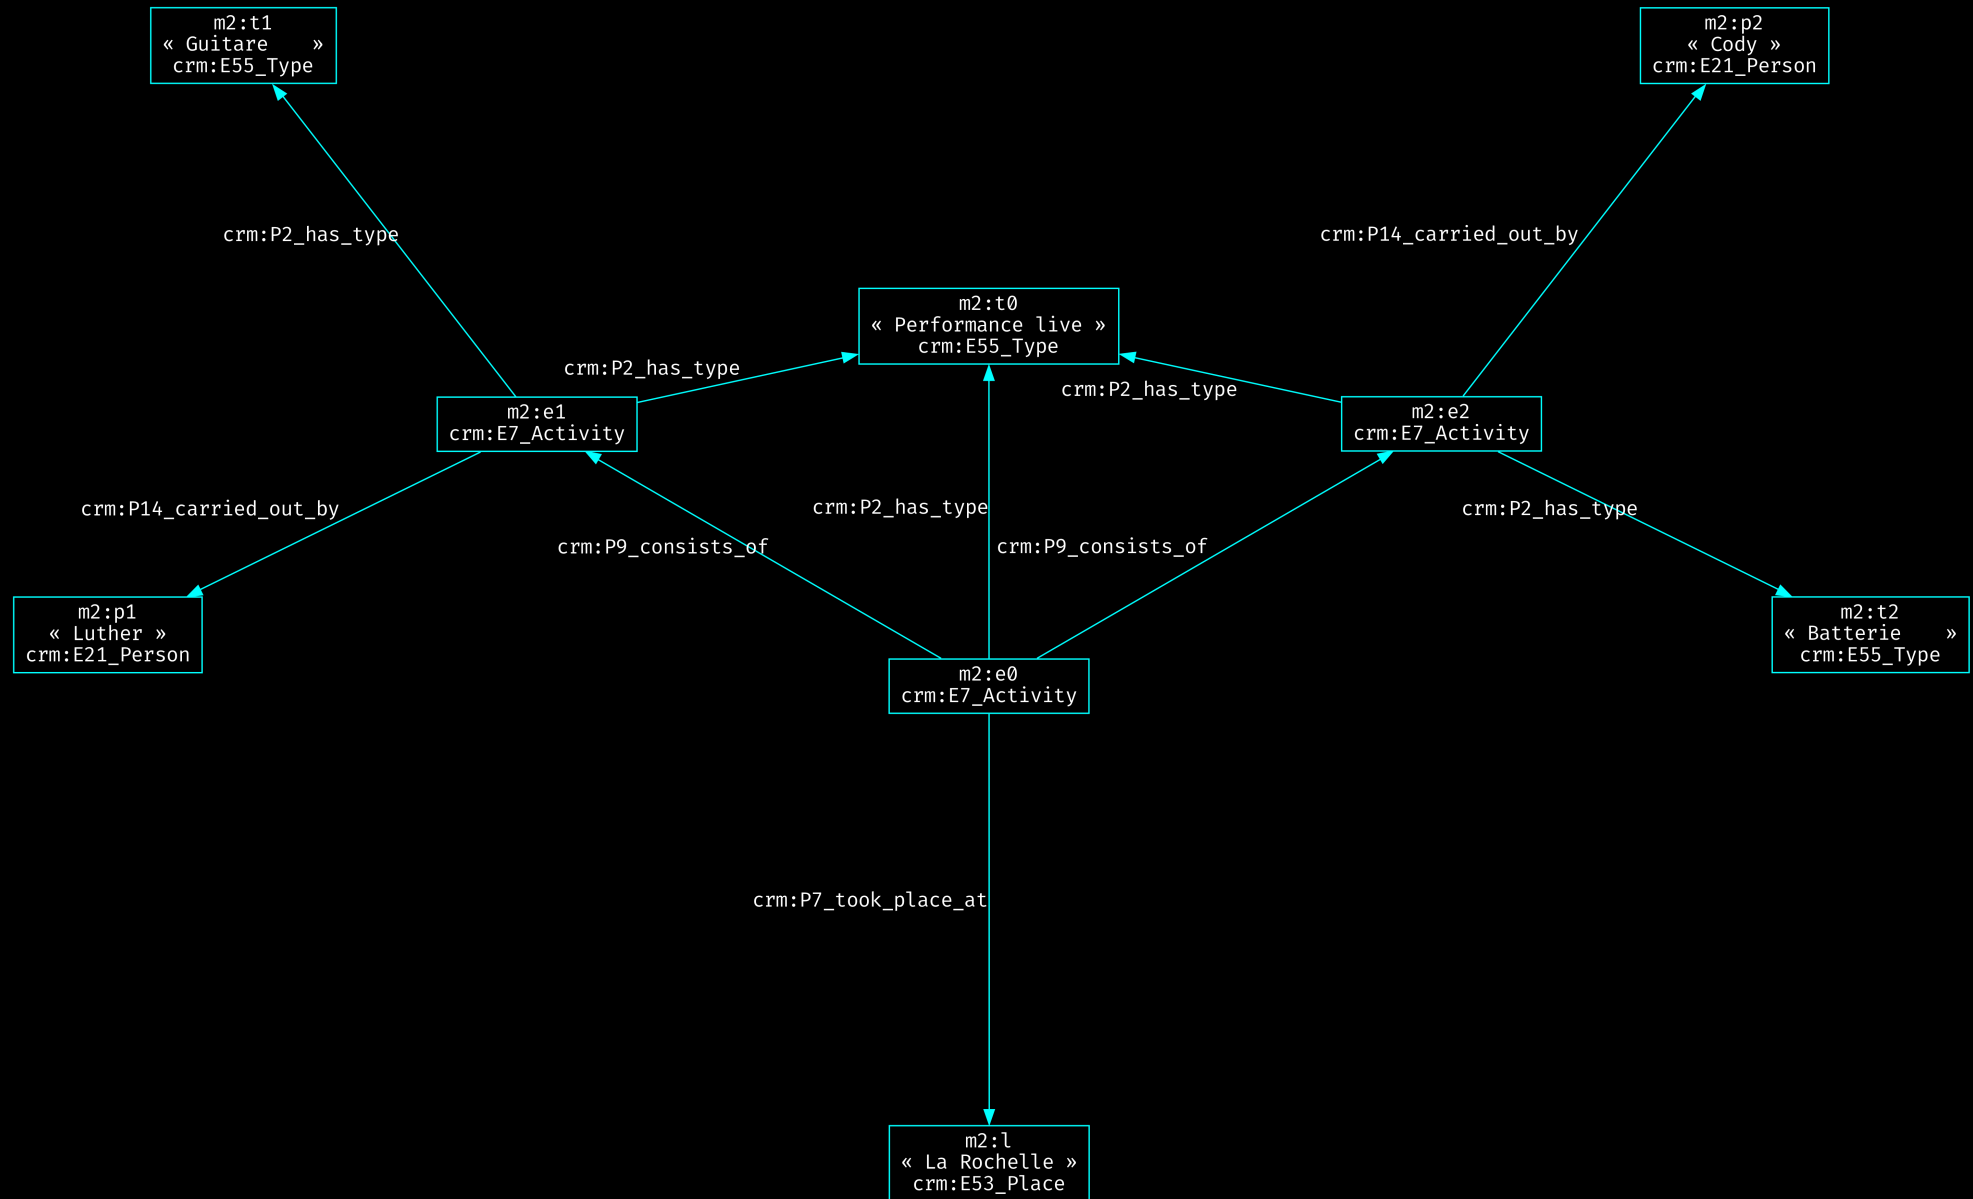 m2:t1
« Guitare    »
crm:E55_Type
m2:p2
« Cody »
crm:E21_Person
crm:P2_has_type
crm:P14_carried_out_by
m2:t0
« Performance live »
crm:E55_Type
crm:P2_has_type
crm:P2_has_type
m2:e1
crm:E7_Activity
m2:e2
crm:E7_Activity
crm:P14_carried_out_by
crm:P2_has_type
crm:P2_has_type
crm:P9_consists_of
crm:P9_consists_of
m2:p1
« Luther »
crm:E21_Person
m2:t2
« Batterie    »
crm:E55_Type
m2:e0
crm:E7_Activity
crm:P7_took_place_at
m2:l
« La Rochelle »
crm:E53_Place